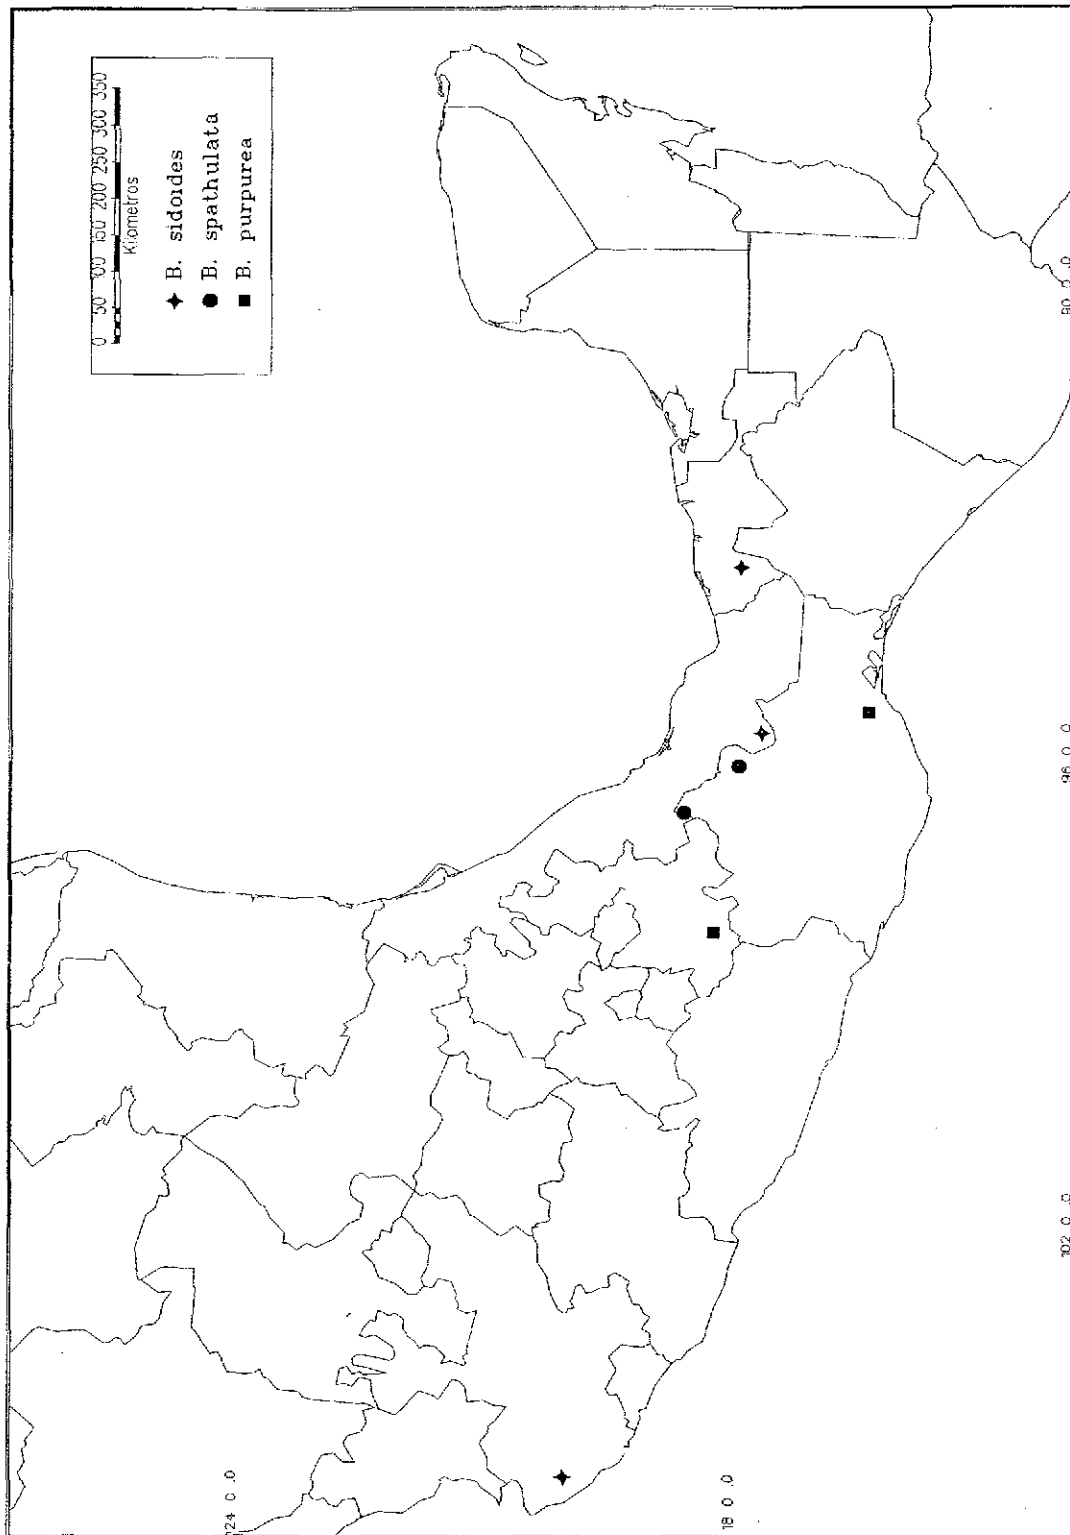 0 50 100 150 200 250 300 350
Kilometros
B. sidoides
B. spathulata
B. purpurea
24 0 .0
18 0 .0
102 0 .0
96 0 .0
90 0 .0